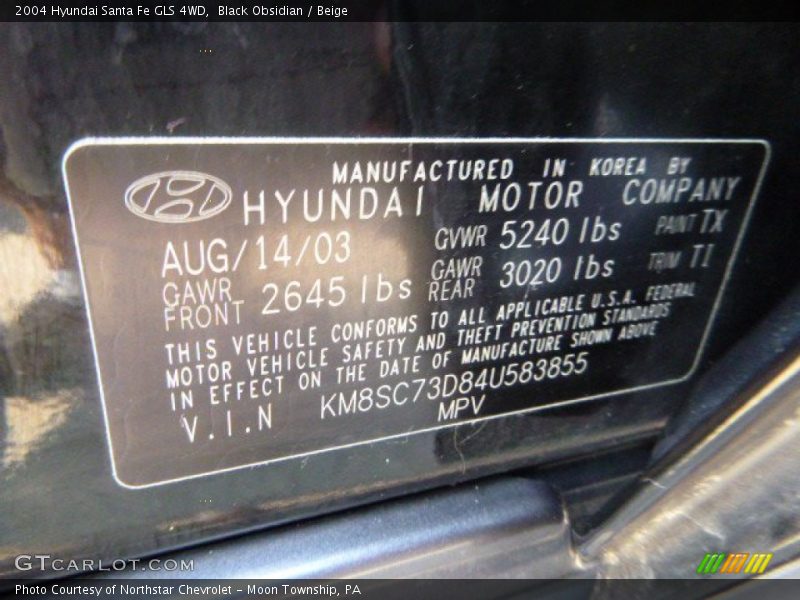 2004 Hyundai Santa Fe GLS 4WD, Black Obsidian / Beige
MANUFACTURED IN KOREA BY
HYUNDAI MOTOR COMPANY
AUG/14/03 GVWR 5240 lbs PAINT TX
GAWR FRONT 2645 lbs GAWR REAR 3020 lbs TRIM TI
THIS VEHICLE CONFORMS TO ALL APPLICABLE U.S.A. FEDERAL
MOTOR VEHICLE SAFETY AND THEFT PREVENTION STANDARDS
IN EFFECT ON THE DATE OF MANUFACTURE SHOWN ABOVE
V.I.N KM8SC73D84U583855
MPV
GTCARLOT.COM
Photo Courtesy of Northstar Chevrolet - Moon Township, PA